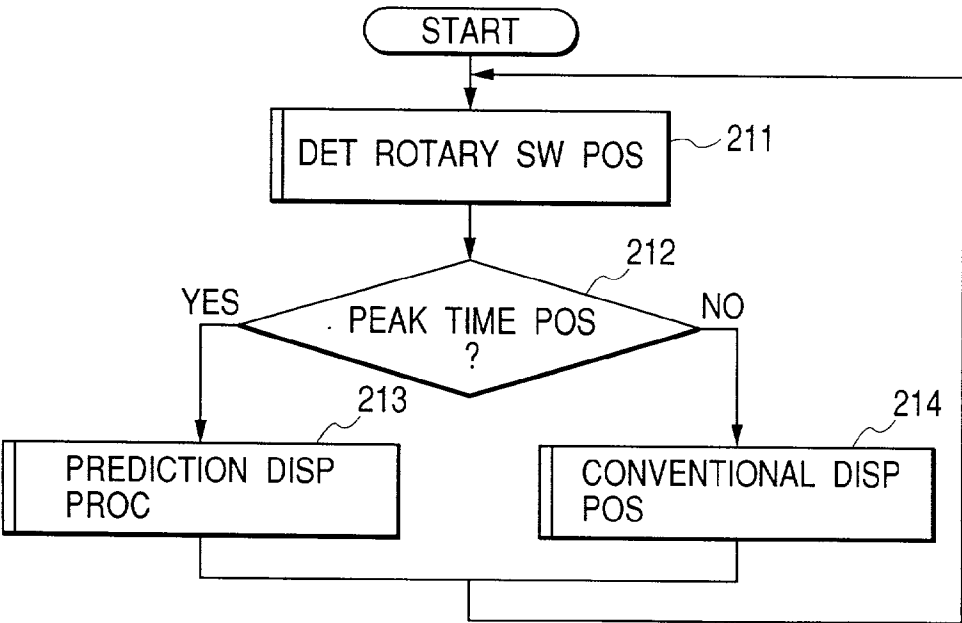 START
DET ROTARY SW POS
211
212
YES
PEAK TIME POS
?
NO
213
PREDICTION DISP
PROC
214
CONVENTIONAL DISP
POS